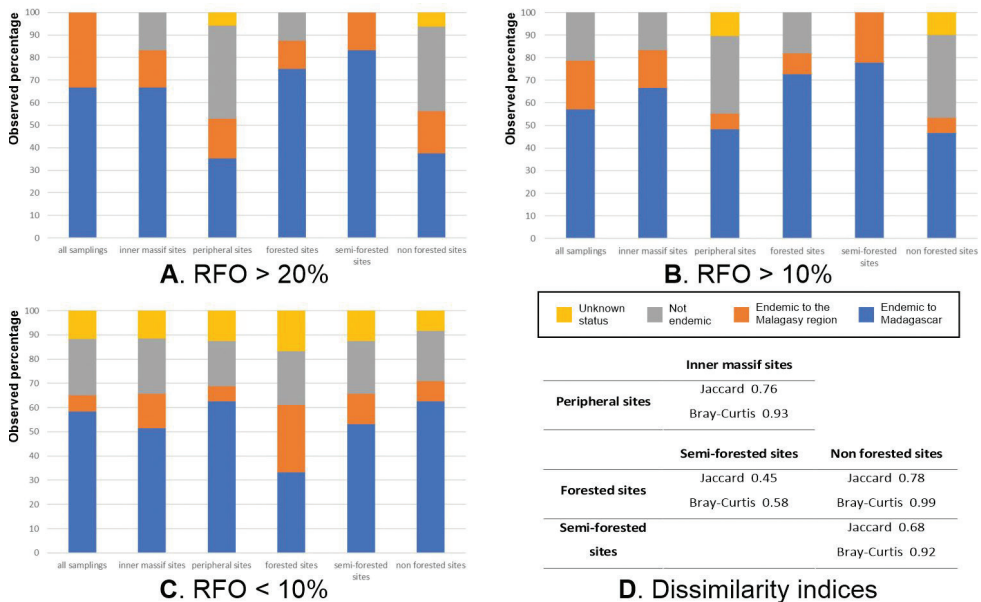 Observed percentage
100
90
80
70
60
50
40
30
20
10
0
all samplings
inner massif sites
peripheral sites
forested sites
semi-forested
sites
non forested sites
A. RFO > 20%
Observed percentage
100
90
80
70
60
50
40
30
20
10
0
all samplings
inner massif sites
peripheral sites
forested sites
semi-forested
sites
non forested sites
B. RFO > 10%
Observed percentage
100
90
80
70
60
50
40
30
20
10
0
all samplings
inner massif sites
peripheral sites
forested sites
semi-forested
sites
non forested sites
C. RFO < 10%
Unknown
status
Not
endemic
Endemic to the
Malagasy region
Endemic to
Madagascar
Inner massif sites
Peripheral sites
Jaccard 0.76
Bray-Curtis 0.93
Semi-forested sites
Non forested sites
Forested sites
Jaccard 0.45
Bray-Curtis 0.58
Jaccard 0.78
Bray-Curtis 0.99
Semi-forested
sites
Jaccard 0.68
Bray-Curtis 0.92
D. Dissimilarity indices